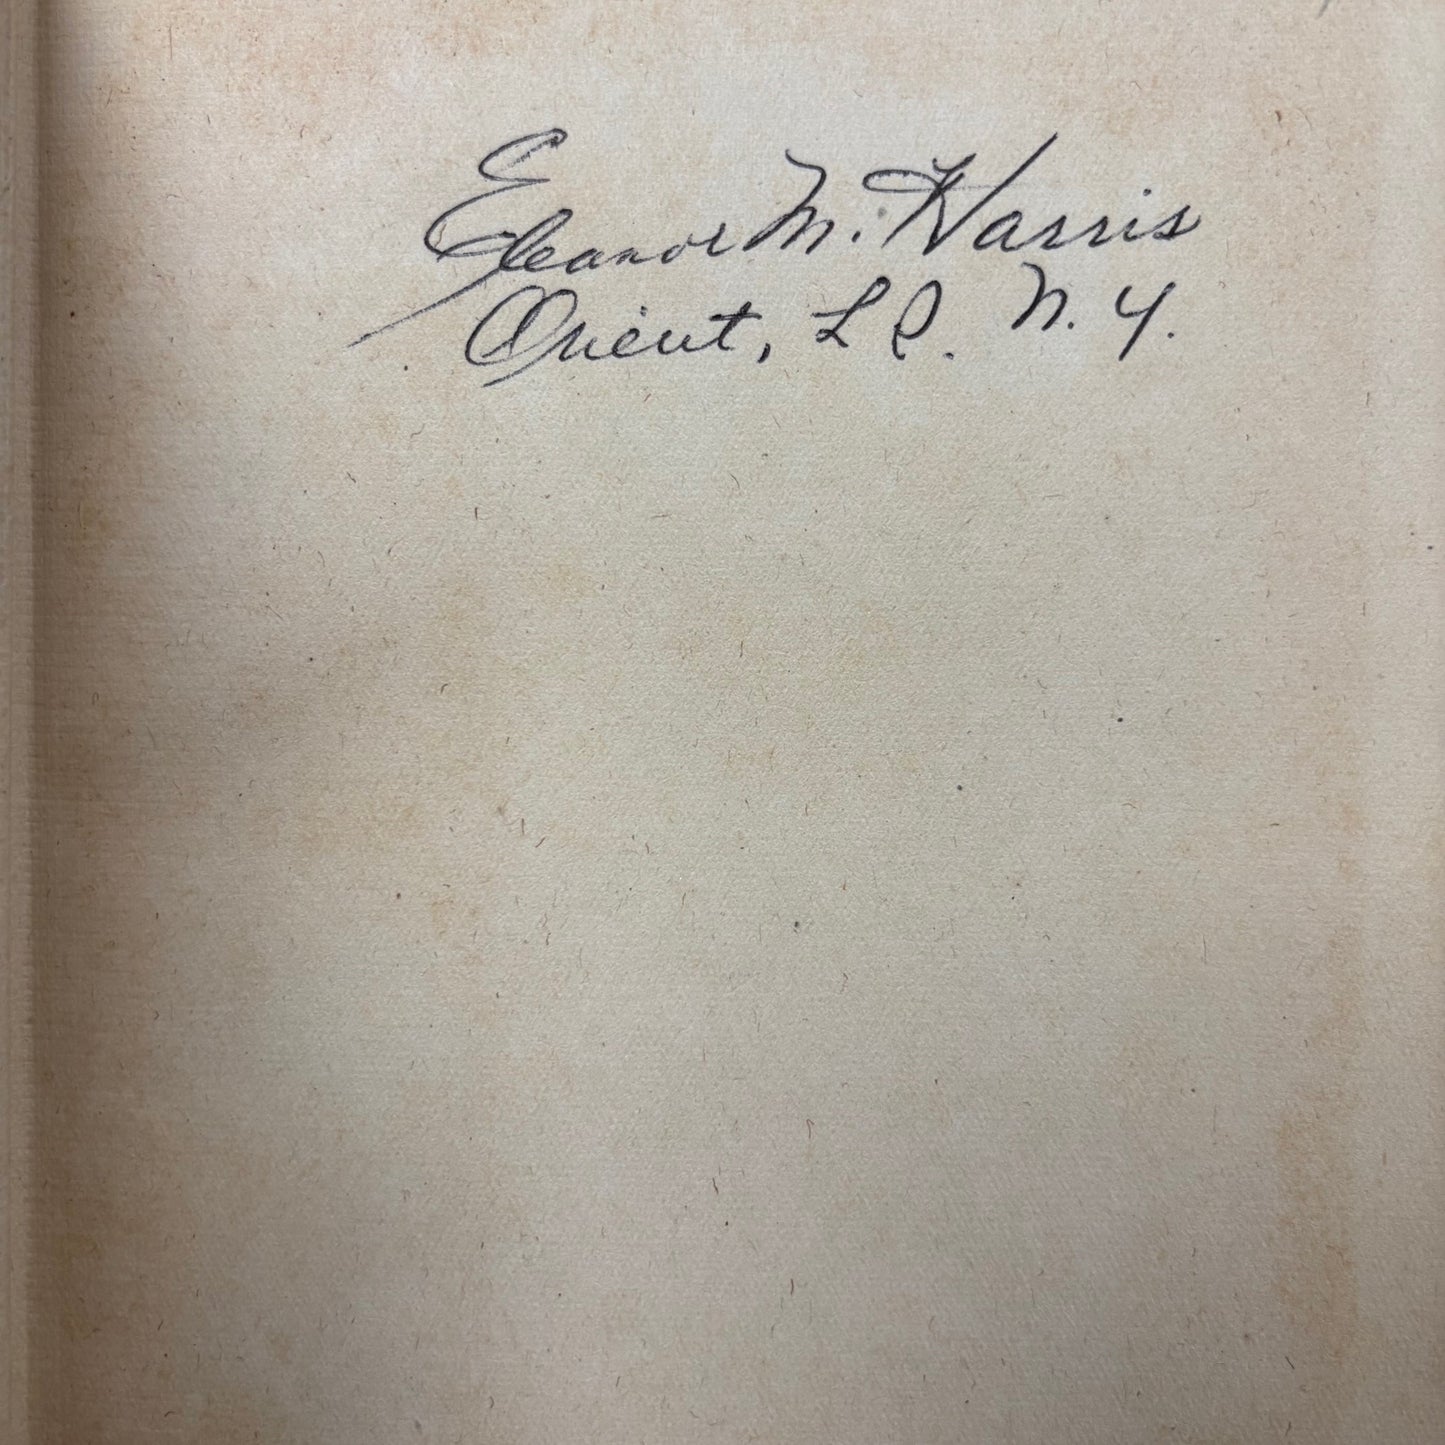 Eleanor M. Harris
Orient, L I. N. Y.